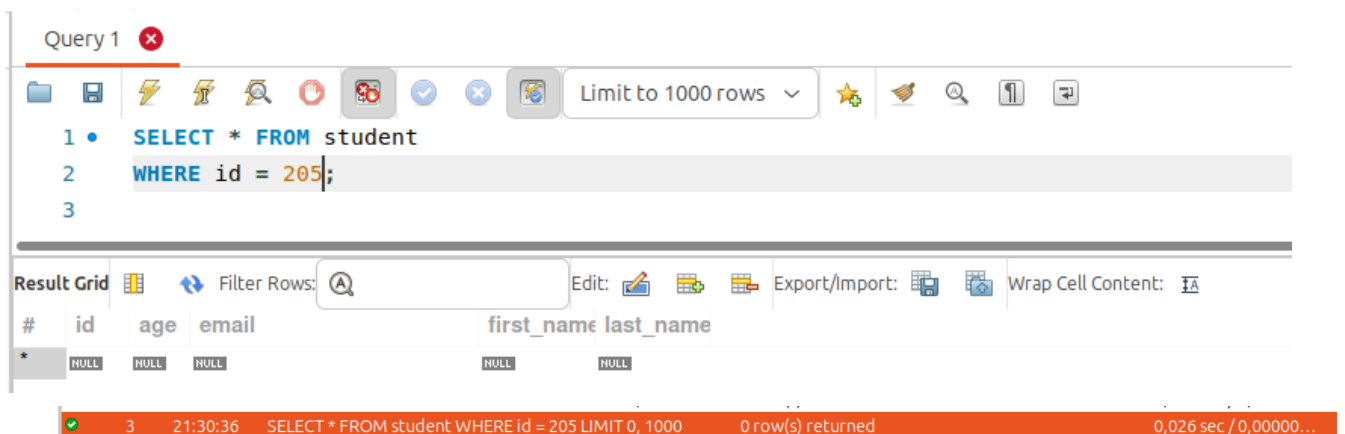 Query 1
Limit to 1000 rows
1 SELECT * FROM student
2 WHERE id = 205;
3
Result Grid Filter Rows: Edit: Export/Import: Wrap Cell Content:
# id age email first_name last_name
* NULL NULL NULL NULL NULL
3 21:30:36 SELECT * FROM student WHERE id = 205 LIMIT 0, 1000 0 row(s) returned 0,026 sec / 0,00000...